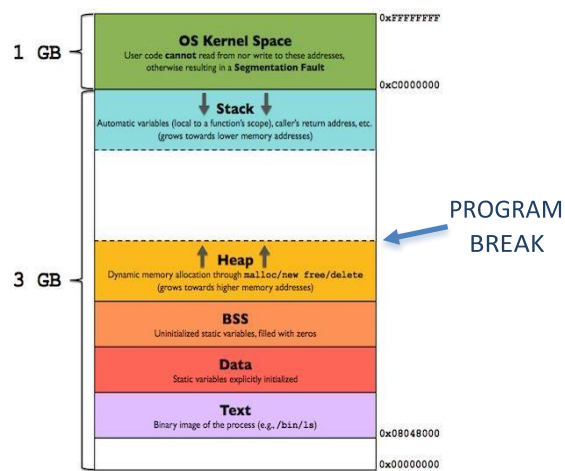 0xFFFFFFFF
1 GB
OS Kernel Space
User code cannot read from nor write to these addresses,
otherwise resulting in a Segmentation Fault
0xC0000000
Stack
Automatic variables (local to a function's scope), caller's return address, etc.
(grows towards lower memory addresses)
PROGRAM
BREAK
3 GB
Heap
Dynamic memory allocation through malloc/new free/delete
(grows towards higher memory addresses)
BSS
Uninitialized static variables, filled with zeros
Data
Static variables explicitly initialized
Text
Binary image of the process (e.g., /bin/ls)
0x08048000
0x00000000